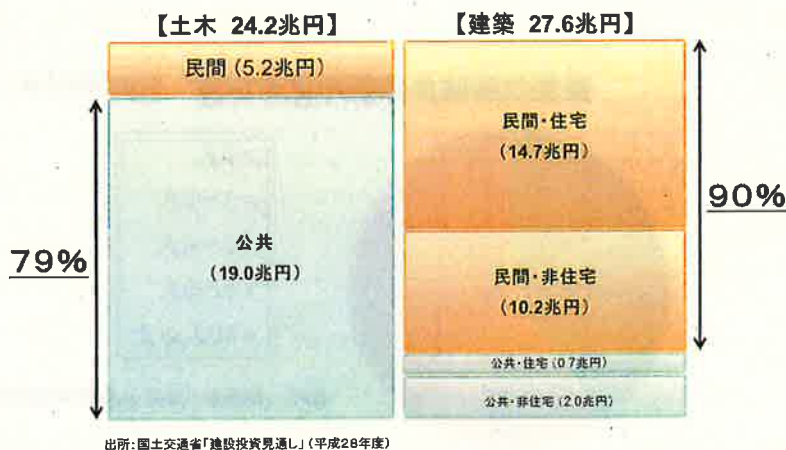 【土木 24.2兆円】
【建築 27.6兆円】
民間 (5.2兆円)
公共
(19.0兆円)
79%
民間・住宅
(14.7兆円)
民間・非住宅
(10.2兆円)
公共・住宅 (0.7兆円)
公共・非住宅 (2.0兆円)
90%
出所:国土交通省「建設投資見通し」(平成28年度)